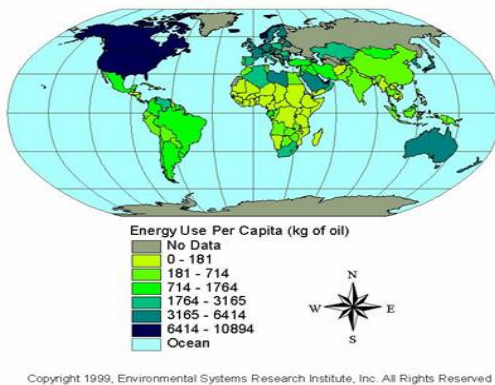 Energy Use Per Capita (kg of oil)
No Data
0 - 181
181 - 714
714 - 1764
1764 - 3165
3165 - 6414
6414 - 10894
Ocean
N
W E
S
Copyright 1999, Environmental Systems Research Institute, Inc. All Rights Reserved